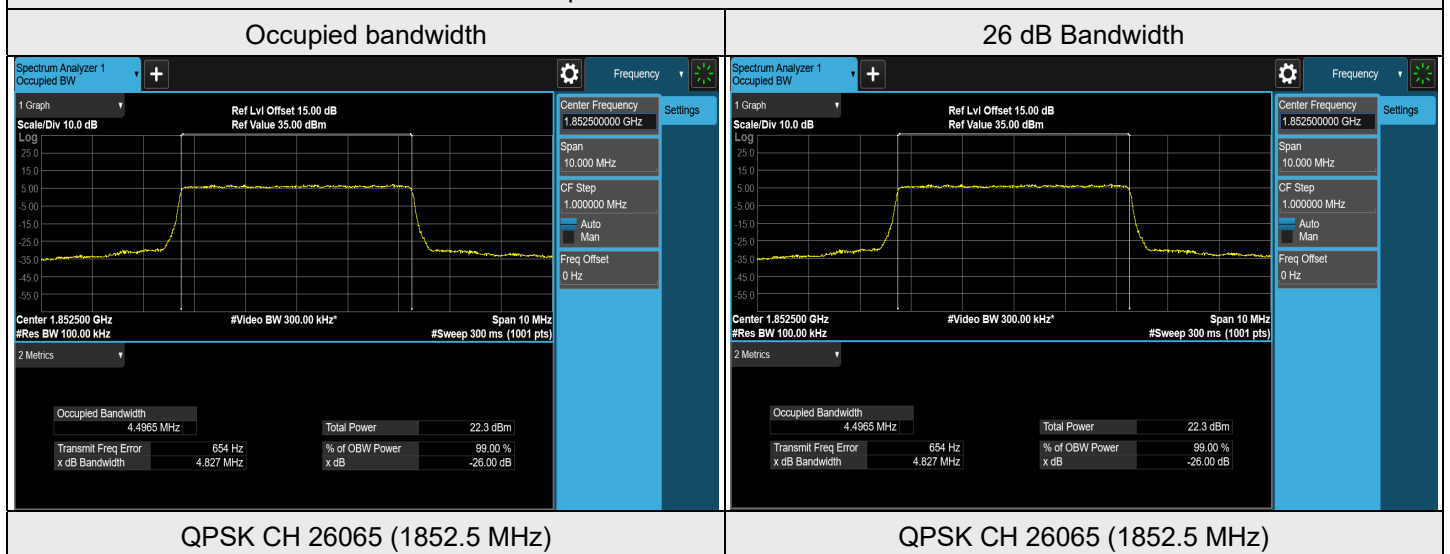 Occupied bandwidth
26 dB Bandwidth
Spectrum Analyzer 1
Occupied BW
+
Frequency
1 Graph
Scale/Div 10.0 dB
Ref Lvl Offset 15.00 dB
Ref Value 35.00 dBm
Log
25.0
15.0
5.00
-5.00
-15.0
-25.0
-35.0
-45.0
-55.0
Center 1.852500 GHz
#Res BW 100.00 kHz
#Video BW 300.00 kHz*
Span 10 MHz
#Sweep 300 ms (1001 pts)
Center Frequency
1.852500000 GHz
Settings
Span
10.000 MHz
CF Step
1.000000 MHz
Auto
Man
Freq Offset
0 Hz
2 Metrics
Occupied Bandwidth
4.4965 MHz
Total Power 22.3 dBm
Transmit Freq Error 654 Hz
% of OBW Power 99.00 %
x dB Bandwidth 4.827 MHz
x dB -26.00 dB
Spectrum Analyzer 1
Occupied BW
+
Frequency
1 Graph
Scale/Div 10.0 dB
Ref Lvl Offset 15.00 dB
Ref Value 35.00 dBm
Log
25.0
15.0
5.00
-5.00
-15.0
-25.0
-35.0
-45.0
-55.0
Center 1.852500 GHz
#Res BW 100.00 kHz
#Video BW 300.00 kHz*
Span 10 MHz
#Sweep 300 ms (1001 pts)
Center Frequency
1.852500000 GHz
Settings
Span
10.000 MHz
CF Step
1.000000 MHz
Auto
Man
Freq Offset
0 Hz
2 Metrics
Occupied Bandwidth
4.4965 MHz
Total Power 22.3 dBm
Transmit Freq Error 654 Hz
% of OBW Power 99.00 %
x dB Bandwidth 4.827 MHz
x dB -26.00 dB
QPSK CH 26065 (1852.5 MHz)
QPSK CH 26065 (1852.5 MHz)